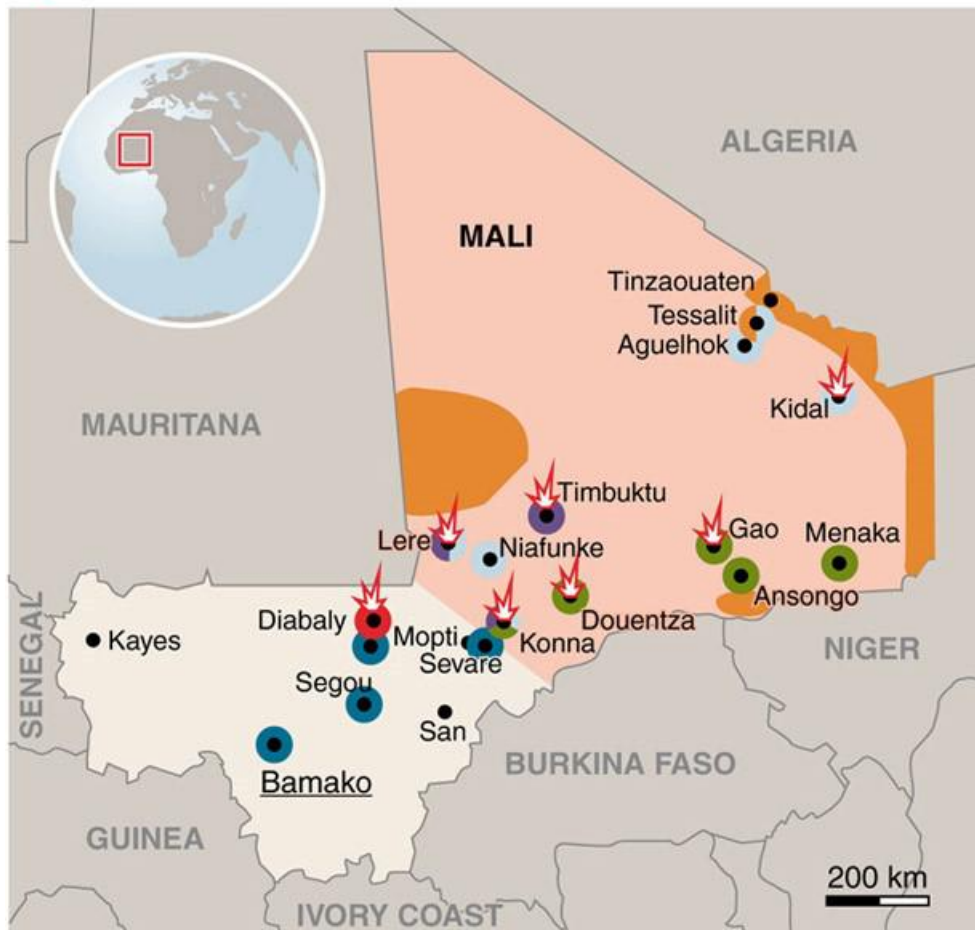 ALGERIA
MALI
Tinzaouaten
Tessalit
Aguelhok
Kidal
MAURITANA
Timbuktu
Gao
Menaka
Lere
Niafunke
Ansongo
Diabaly
Douentza
Kayes
Mopti
Konna
Sevare
NIGER
SENEGAL
Segou
San
BURKINA FASO
Bamako
GUINEA
200 km
IVORY COAST